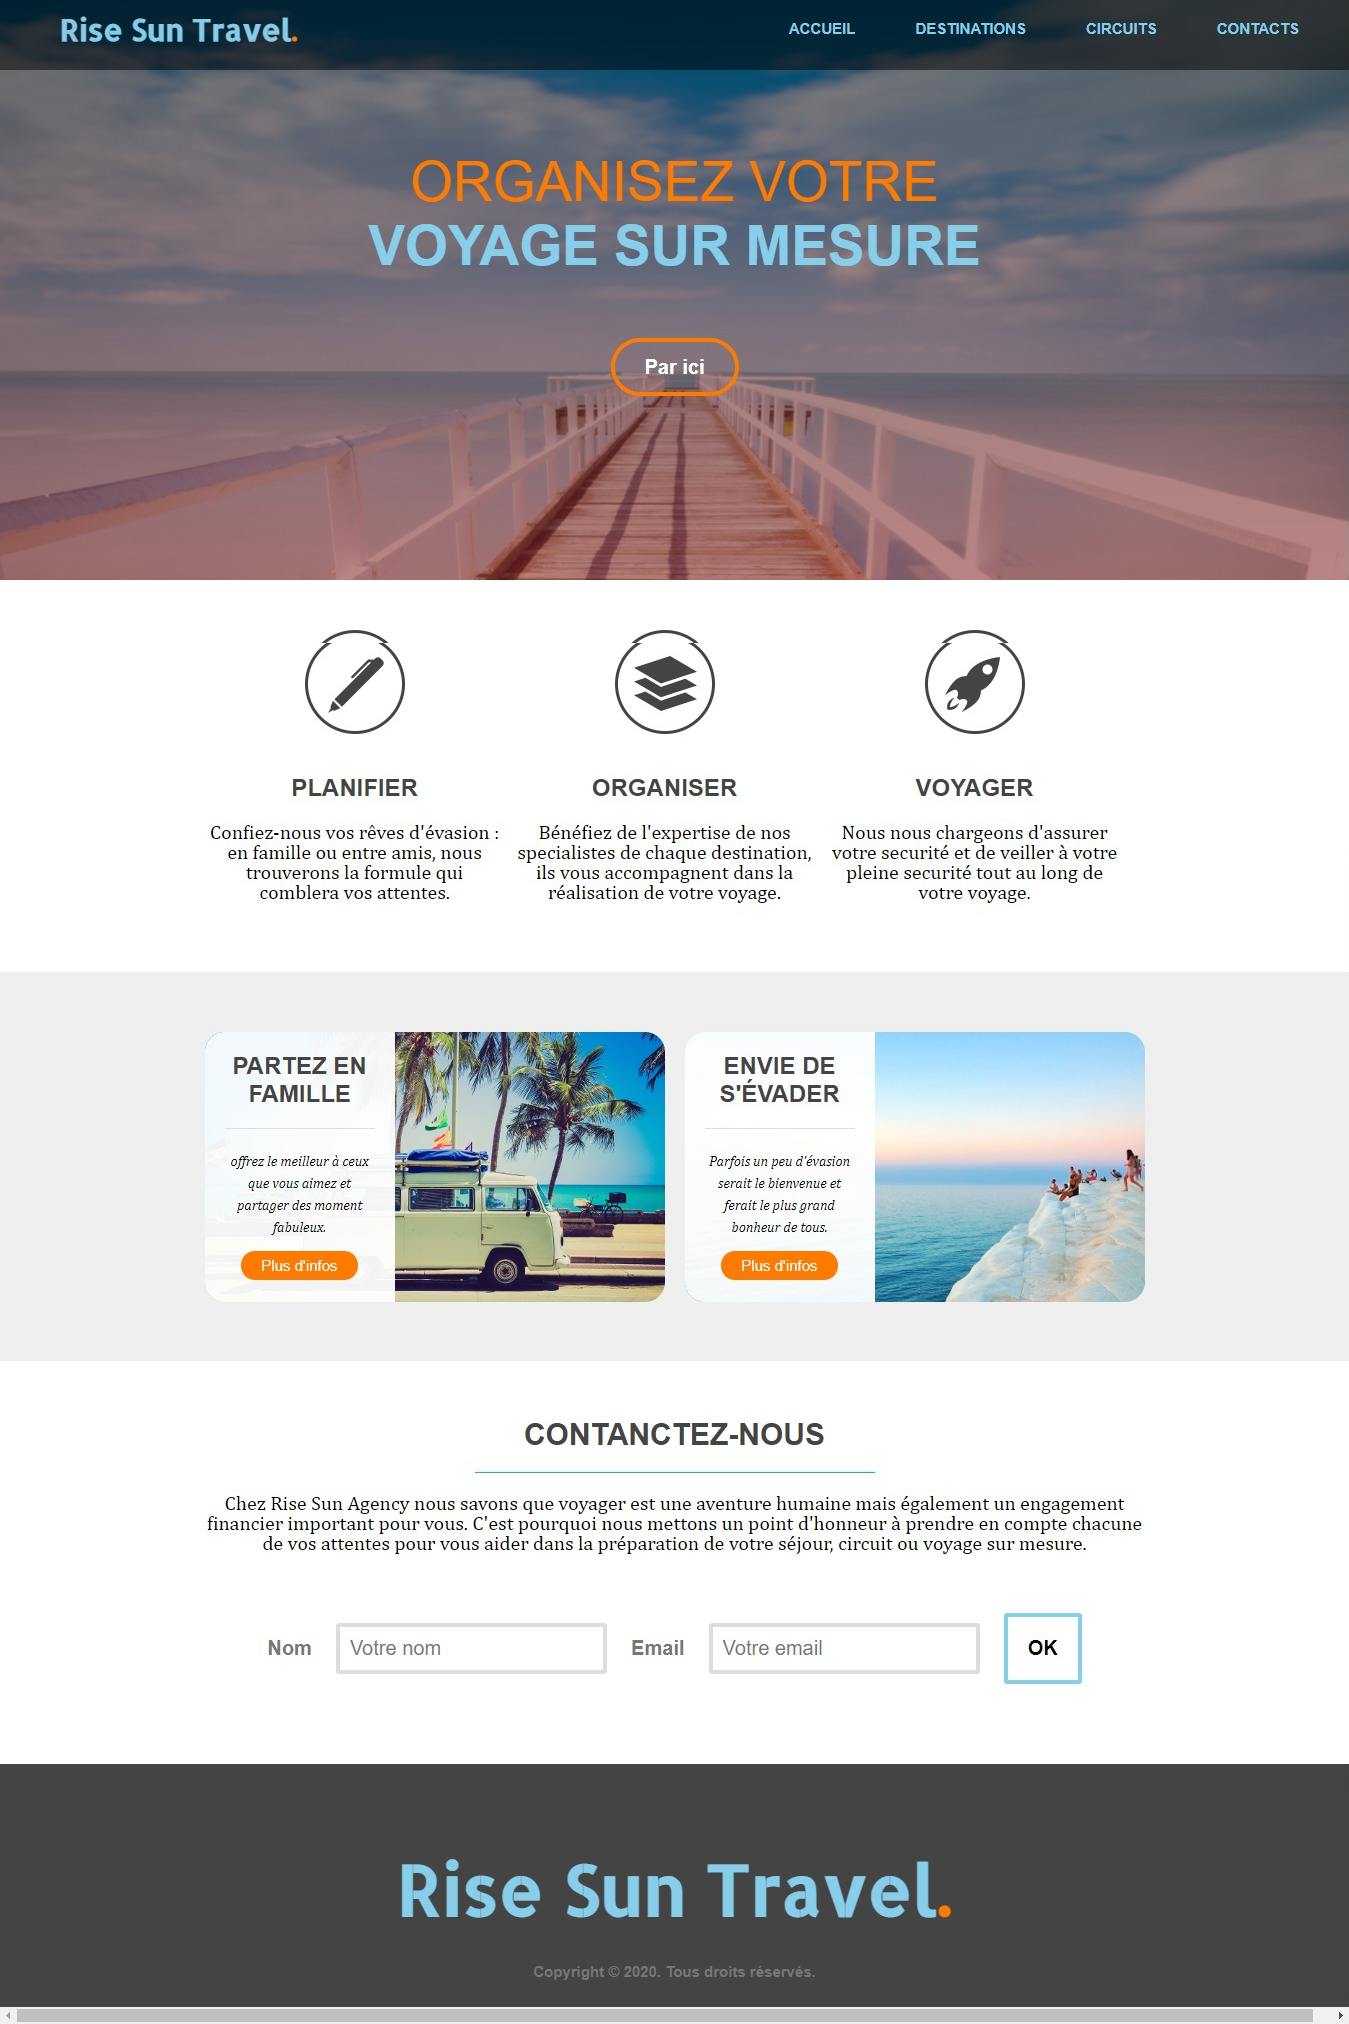 Rise Sun Travel.
ACCUEIL DESTINATIONS CIRCUITS CONTACTS
ORGANISEZ VOTRE
VOYAGE SUR MESURE
Par ici
PLANIFIER
Confiez-nous vos rêves d'évasion :
en famille ou entre amis, nous
trouverons la formule qui
comblera vos attentes.
ORGANISER
Bénéfiez de l'expertise de nos
specialistes de chaque destination,
ils vous accompagnent dans la
réalisation de votre voyage.
VOYAGER
Nous nous chargeons d'assurer
votre securité et de veiller à votre
pleine securité tout au long de
votre voyage.
PARTEZ EN
FAMILLE
offrez le meilleur à ceux
que vous aimez et
partager des moment
fabuleux.
Plus d'infos
ENVIE DE
S'ÉVADER
Parfois un peu d'évasion
serait le bienvenue et
ferait le plus grand
bonheur de tous.
Plus d'infos
CONTANCTEZ-NOUS
Chez Rise Sun Agency nous savons que voyager est une aventure humaine mais également un engagement
financier important pour vous. C'est pourquoi nous mettons un point d'honneur à prendre en compte chacune
de vos attentes pour vous aider dans la préparation de votre séjour, circuit ou voyage sur mesure.
Nom Votre nom Email Votre email OK
Rise Sun Travel.
Copyright © 2020. Tous droits réservés.